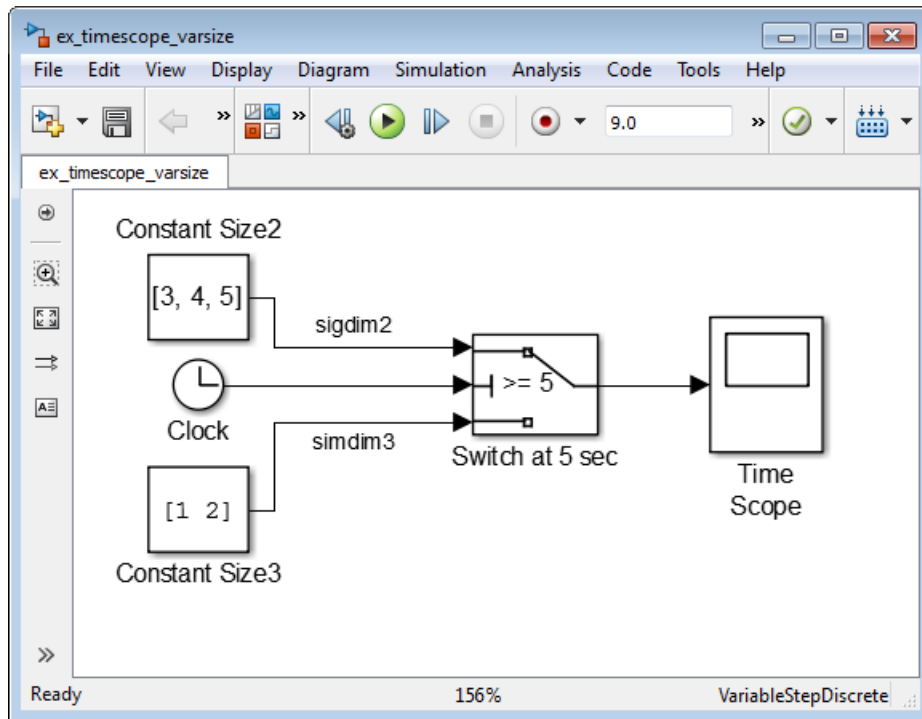 ex_timescope_varsize
File Edit View Display Diagram Simulation Analysis Code Tools Help
» » 9.0 »
ex_timescope_varsize
Constant Size2
[3, 4, 5]
sigdim2
>= 5
Clock
simdim3
Switch at 5 sec
[1 2]
Time
Scope
Constant Size3
»
Ready 156% VariableStepDiscrete